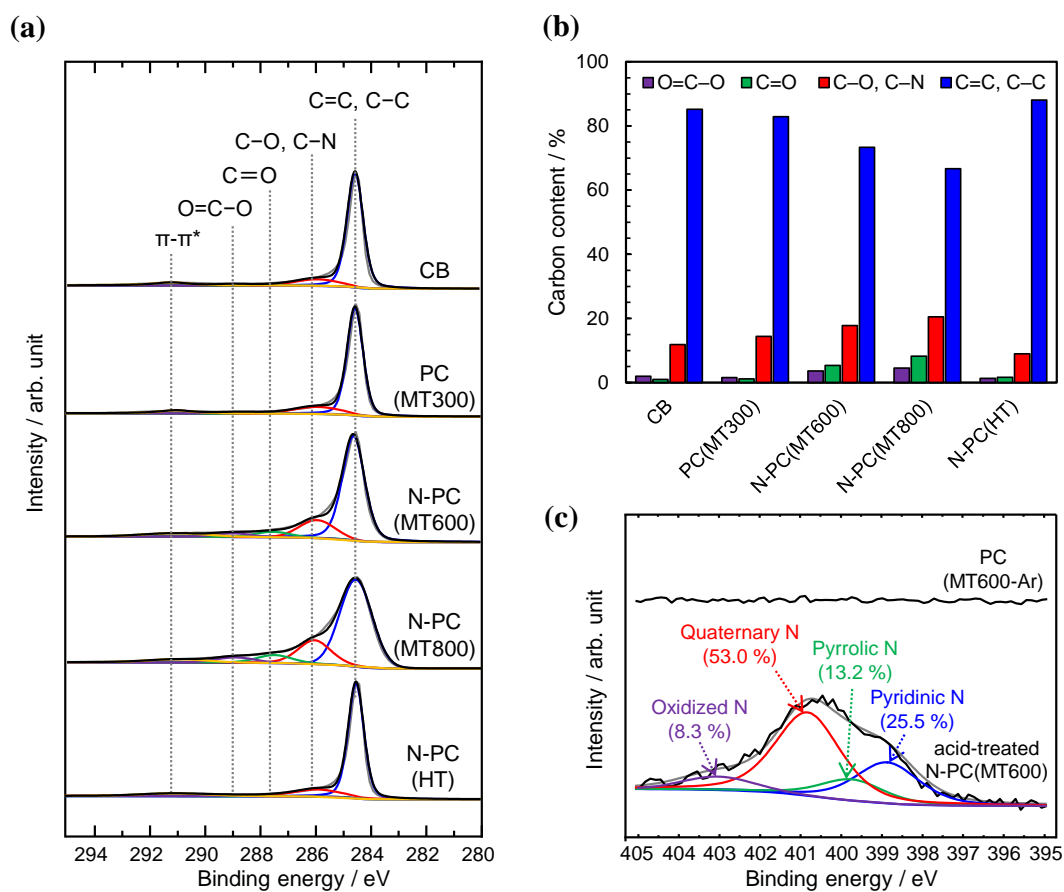 (a)
C=C, C−C
C−O, C−N
C=O
O=C−O
π-π*
CB
PC
(MT300)
N-PC
(MT600)
N-PC
(MT800)
N-PC
(HT)
Intensity / arb. unit
294 292 290 288 286 284 282 280
Binding energy / eV
(b)
100
80
60
40
20
0
Carbon content / %
O=C−O C=O C−O, C−N C=C, C−C
CB
PC(MT300)
N-PC(MT600)
N-PC(MT800)
N-PC(HT)
(c)
PC
(MT600-Ar)
Quaternary N
(53.0 %)
Pyrrolic N
(13.2 %)
Pyridinic N
(25.5 %)
Oxidized N
(8.3 %)
acid-treated
N-PC(MT600)
Intensity / arb. unit
405 404 403 402 401 400 399 398 397 396 395
Binding energy / eV